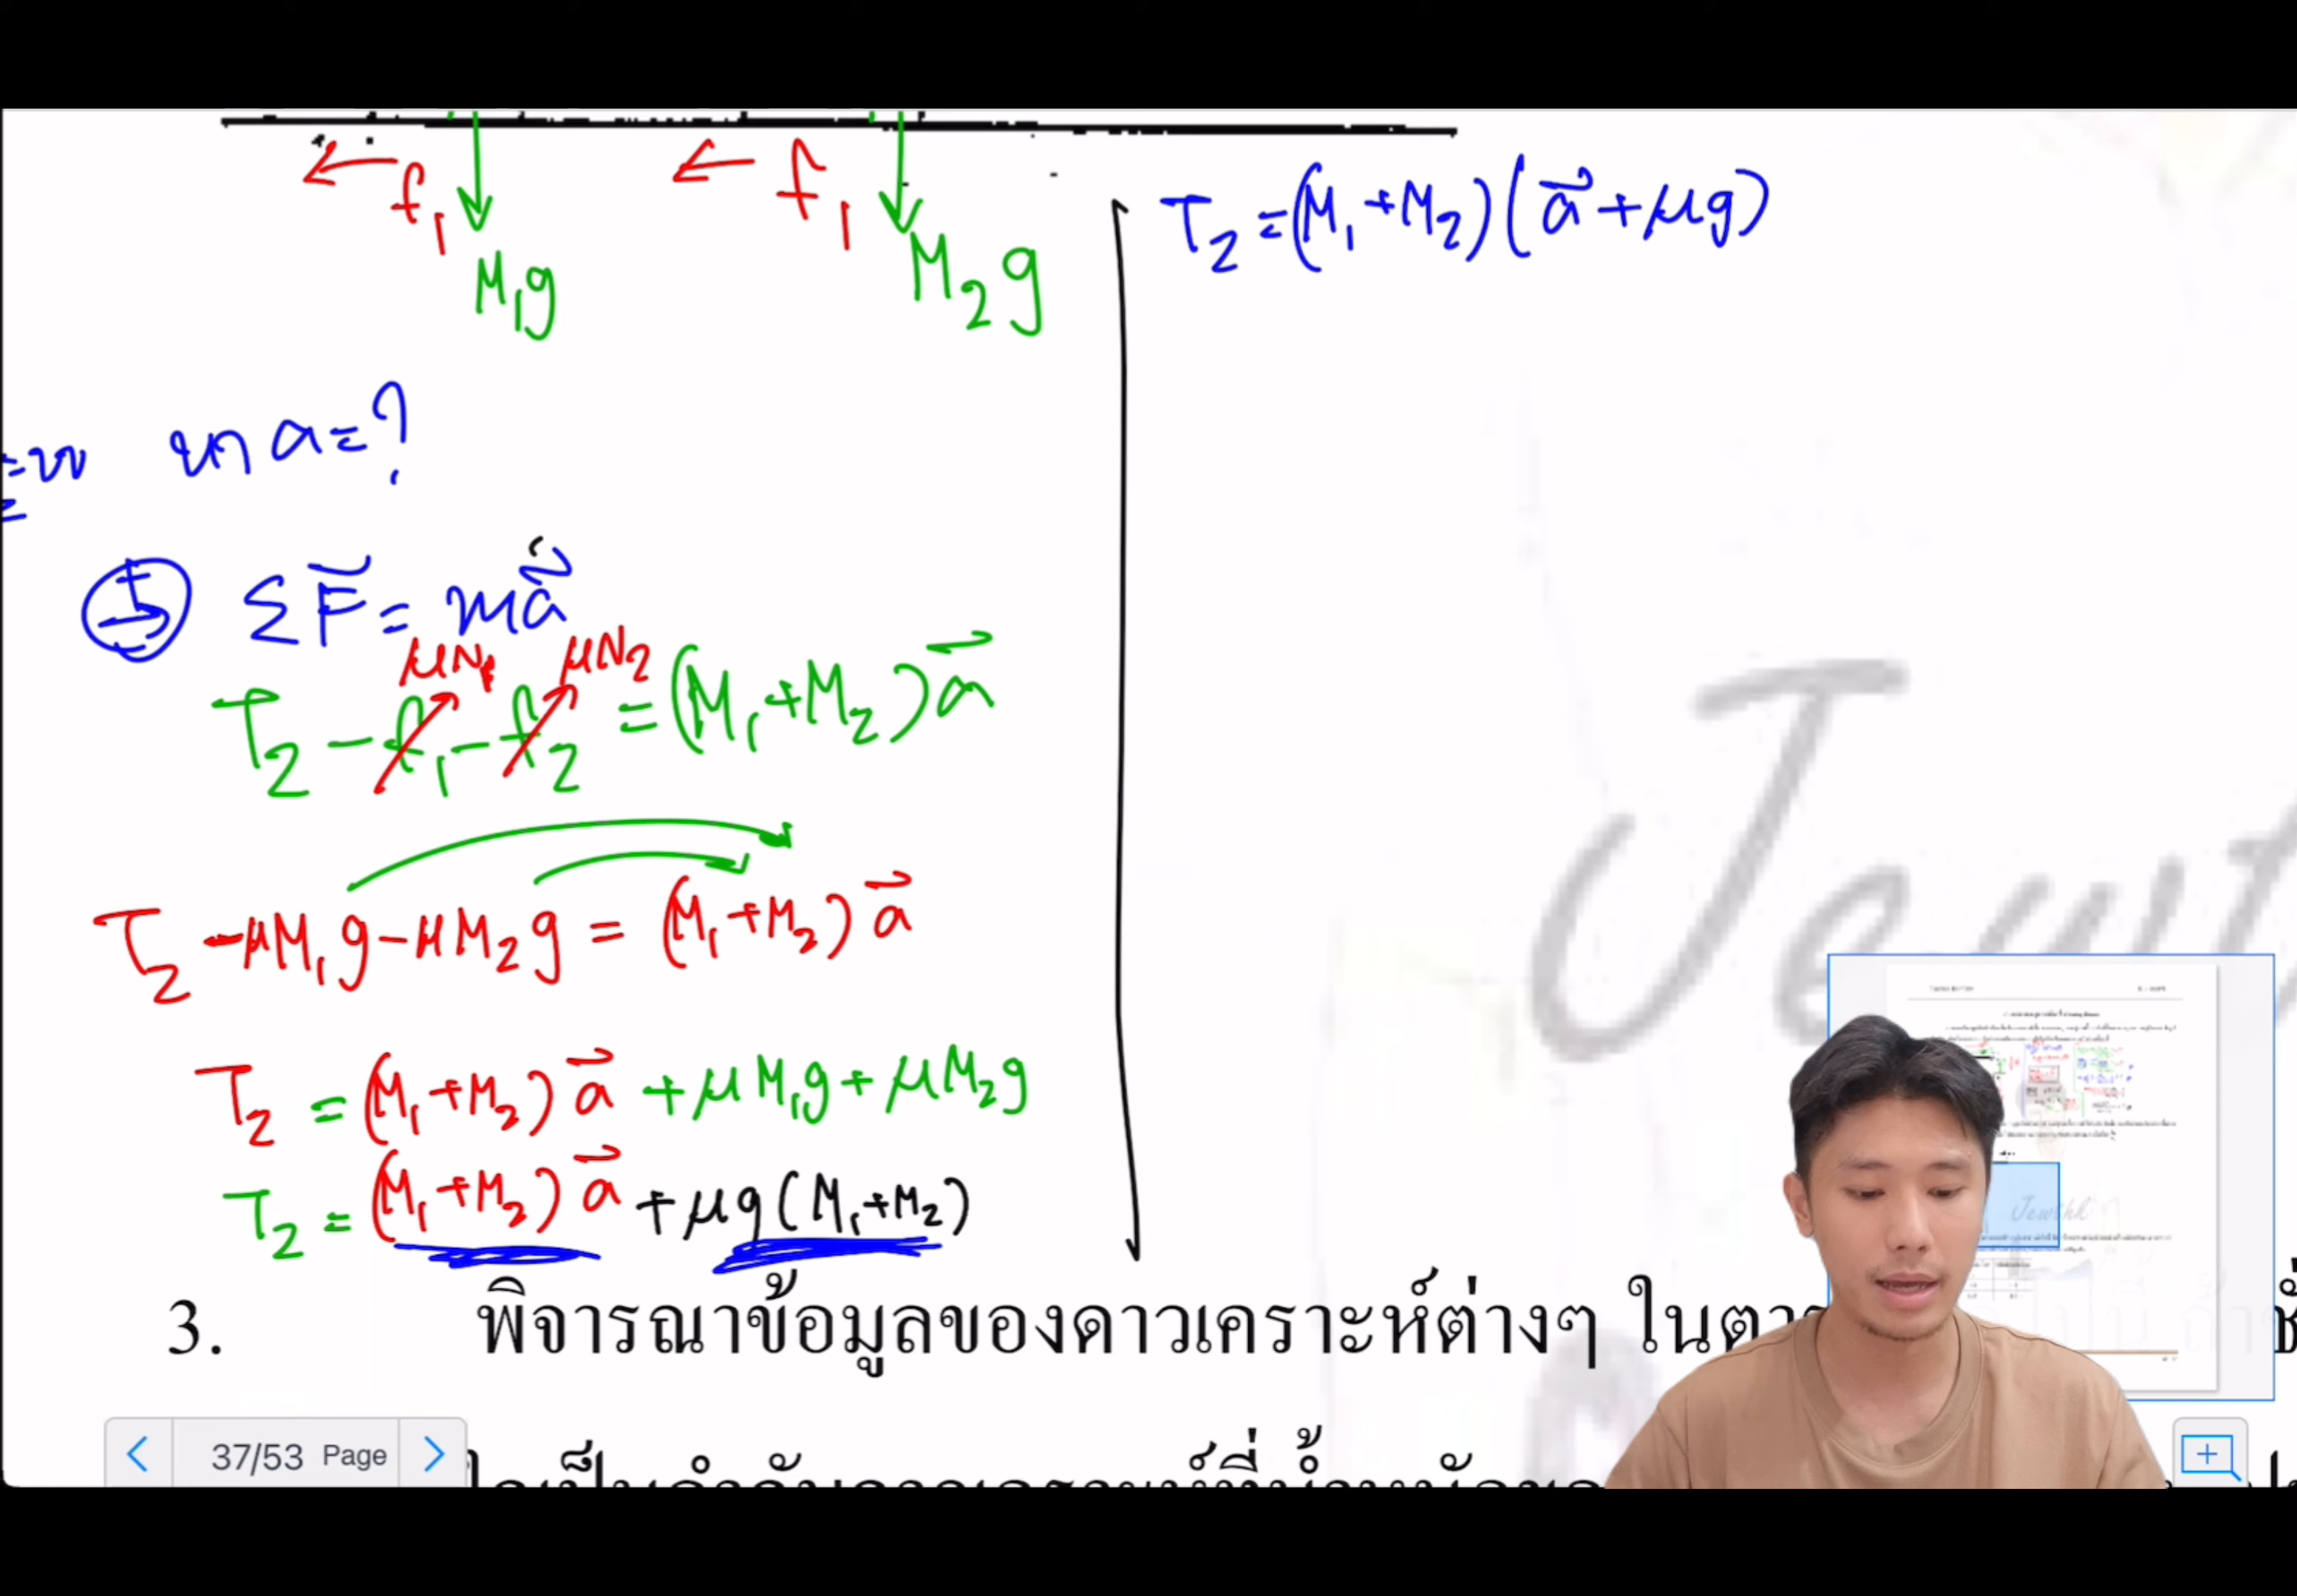 f₁ f₁
M₁g M₂g
หา a=?
ΣF⃗ = ma⃗
μN₁ μN₂
T₂ - f₁ - f₂ = (M₁+M₂)a⃗
T₂ - μM₁g - μM₂g = (M₁+M₂)a⃗
T₂ = (M₁+M₂)a⃗ + μM₁g + μM₂g
T₂ = (M₁+M₂)a⃗ + μg(M₁+M₂)
T₂ = (M₁+M₂)(a⃗+μg)
3. พิจารณาข้อมูลของดาวเคราะห์ต่างๆ ในตาร
37/53 Page